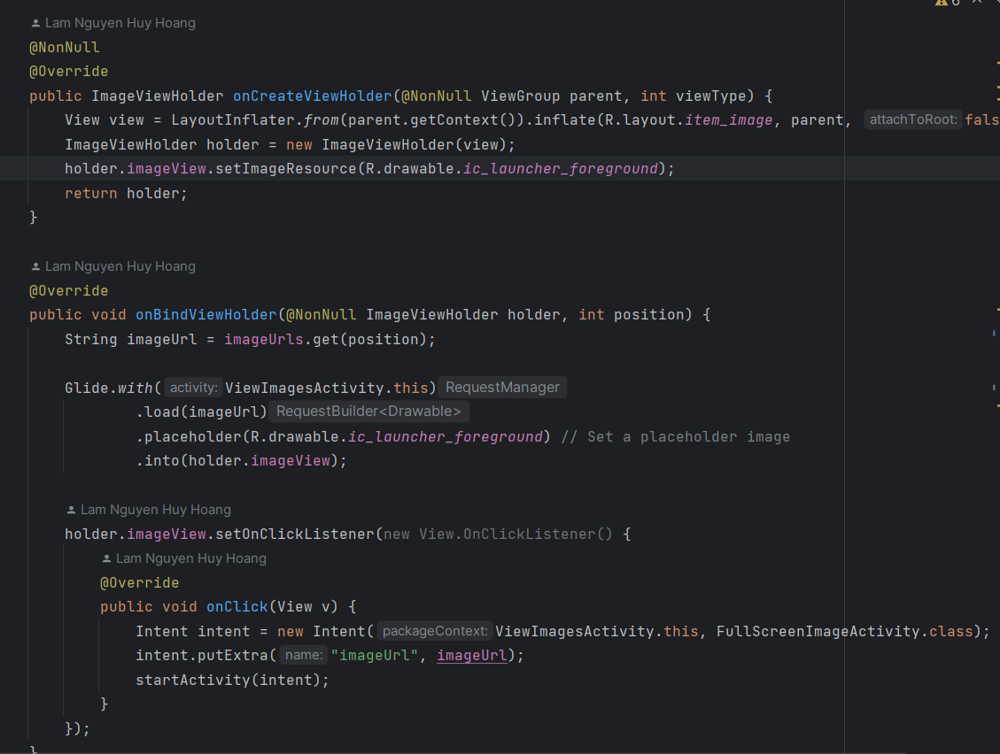 6
Lam Nguyen Huy Hoang
@NonNull
@Override
public ImageViewHolder onCreateViewHolder(@NonNull ViewGroup parent, int viewType) {
View view = LayoutInflater.from(parent.getContext()).inflate(R.layout.item_image, parent, attachToRoot: fals
ImageViewHolder holder = new ImageViewHolder(view);
holder.imageView.setImageResource(R.drawable.ic_launcher_foreground);
return holder;
}
Lam Nguyen Huy Hoang
@Override
public void onBindViewHolder(@NonNull ImageViewHolder holder, int position) {
String imageUrl = imageUrls.get(position);
Glide.with( activity: ViewImagesActivity.this) RequestManager
.load(imageUrl) RequestBuilder<Drawable>
.placeholder(R.drawable.ic_launcher_foreground) // Set a placeholder image
.into(holder.imageView);
Lam Nguyen Huy Hoang
holder.imageView.setOnClickListener(new View.OnClickListener() {
Lam Nguyen Huy Hoang
@Override
public void onClick(View v) {
Intent intent = new Intent( packageContext: ViewImagesActivity.this, FullScreenImageActivity.class);
intent.putExtra( name: "imageUrl", imageUrl);
startActivity(intent);
}
});
}